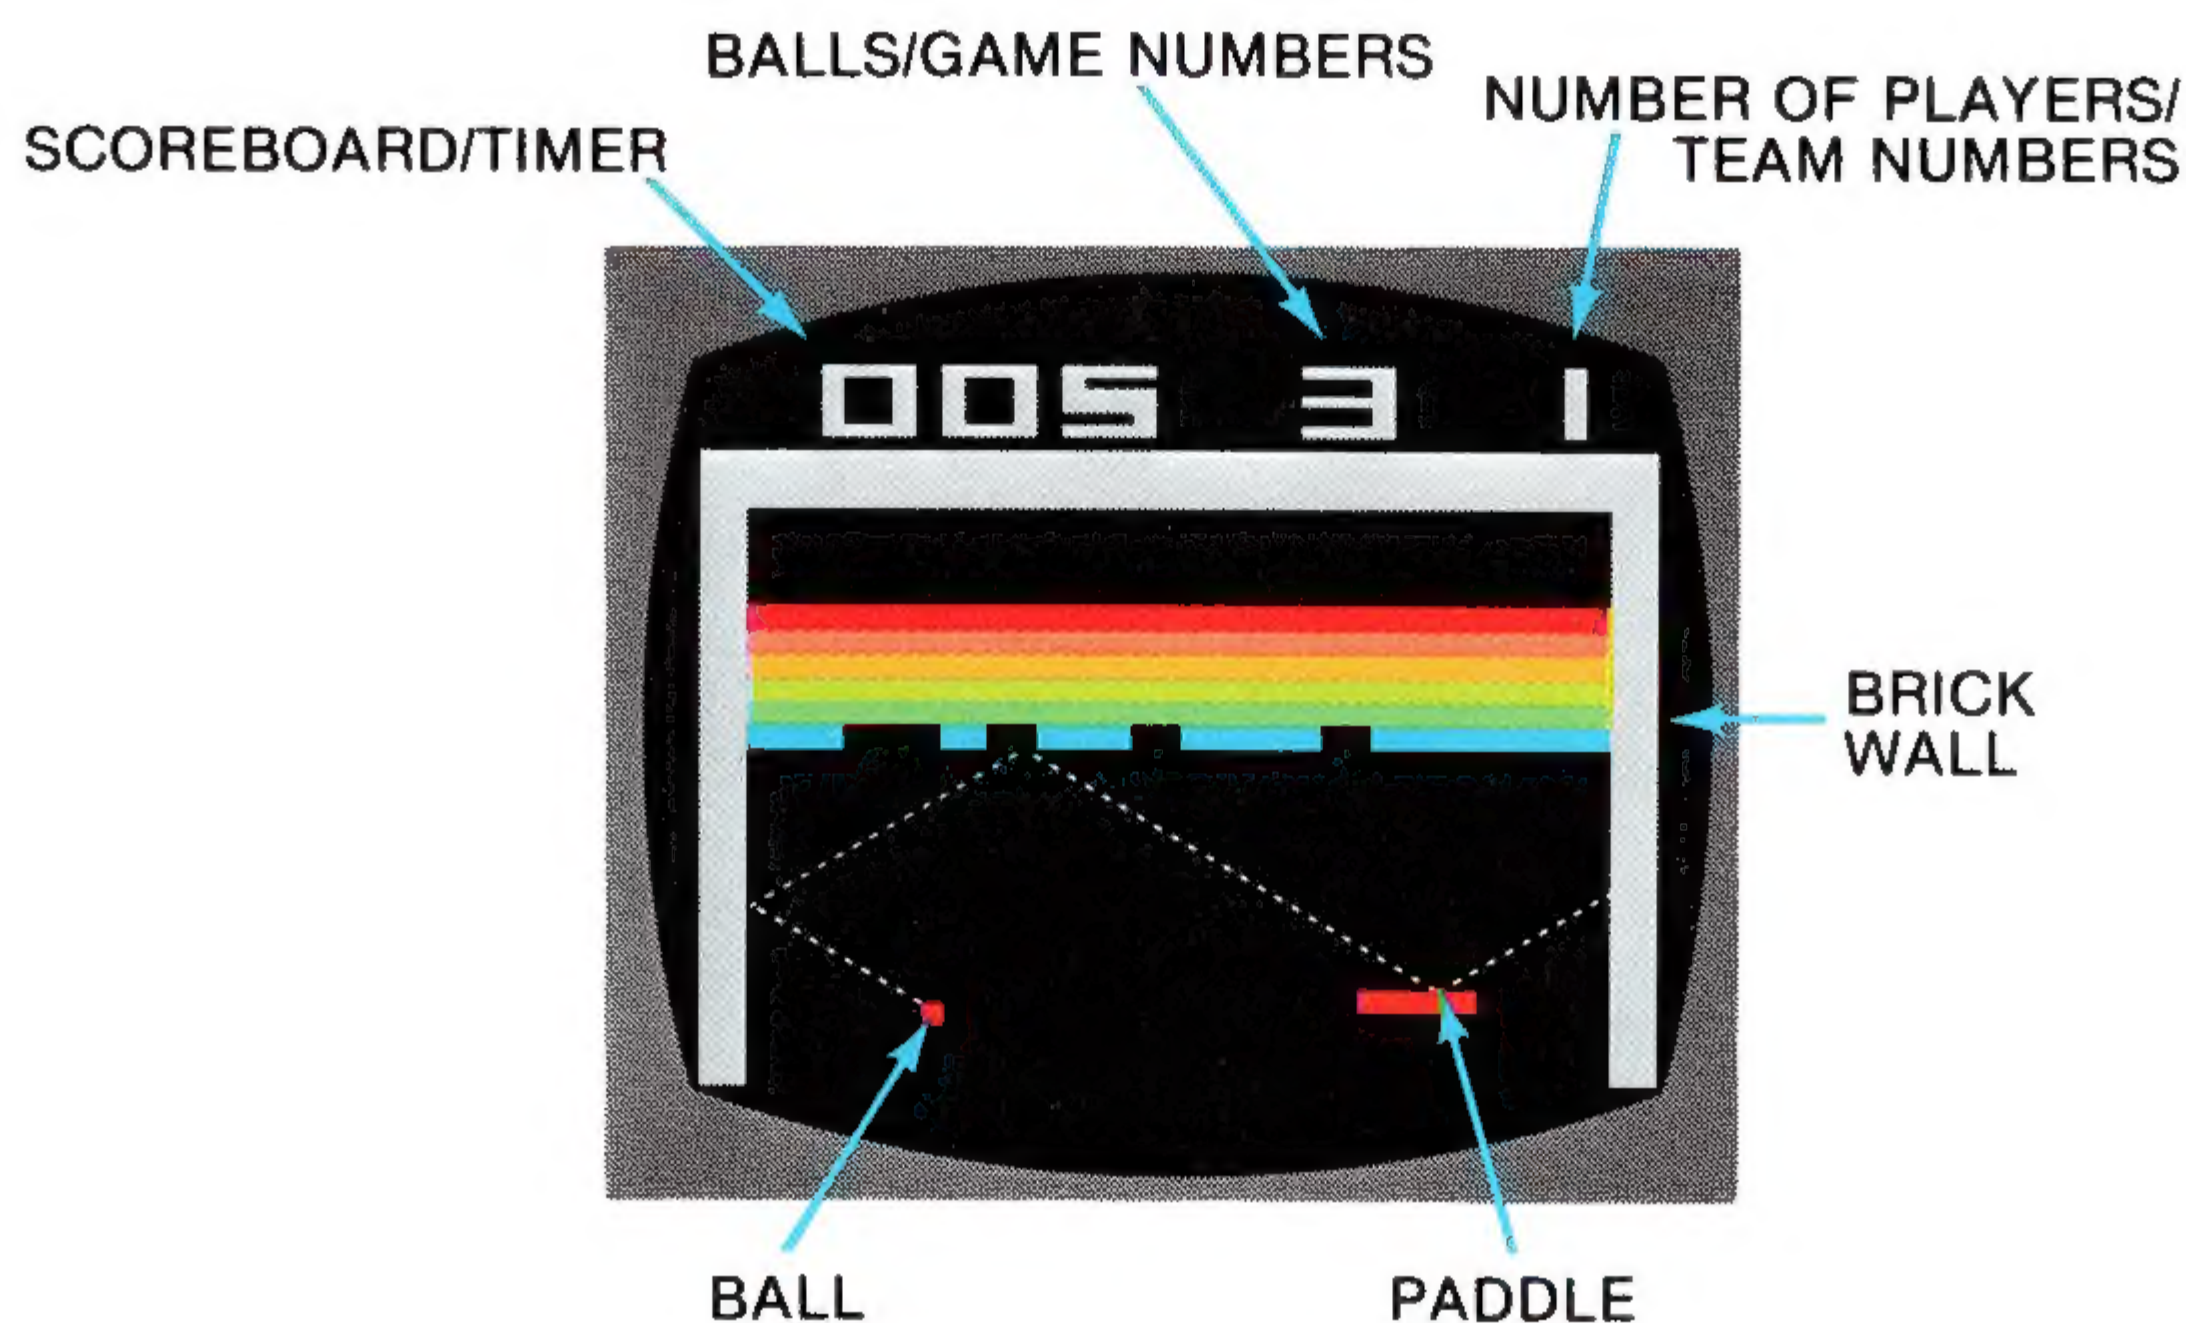 BALLS/GAME NUMBERS
NUMBER OF PLAYERS/
TEAM NUMBERS
SCOREBOARD/TIMER
005 3 1
BRICK
WALL
BALL
PADDLE